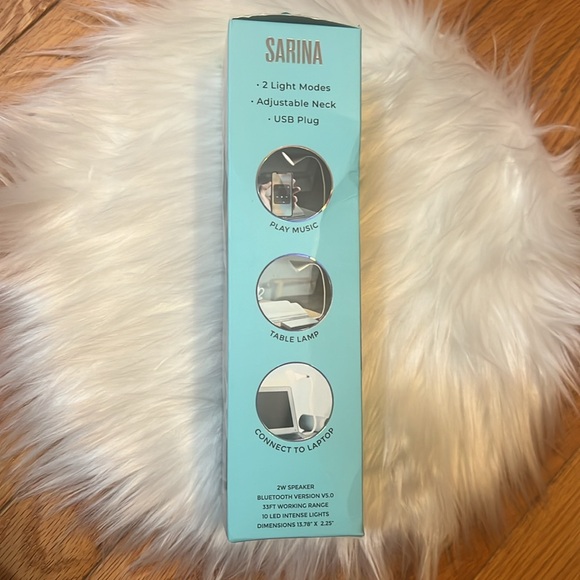 SARINA
• 2 Light Modes
• Adjustable Neck
• USB Plug
PLAY MUSIC
TABLE LAMP
CONNECT TO LAPTOP
2W SPEAKER
BLUETOOTH VERSION V5.0
33FT WORKING RANGE
10 LED INTENSE LIGHTS
DIMENSIONS 13.78" X 2.25"